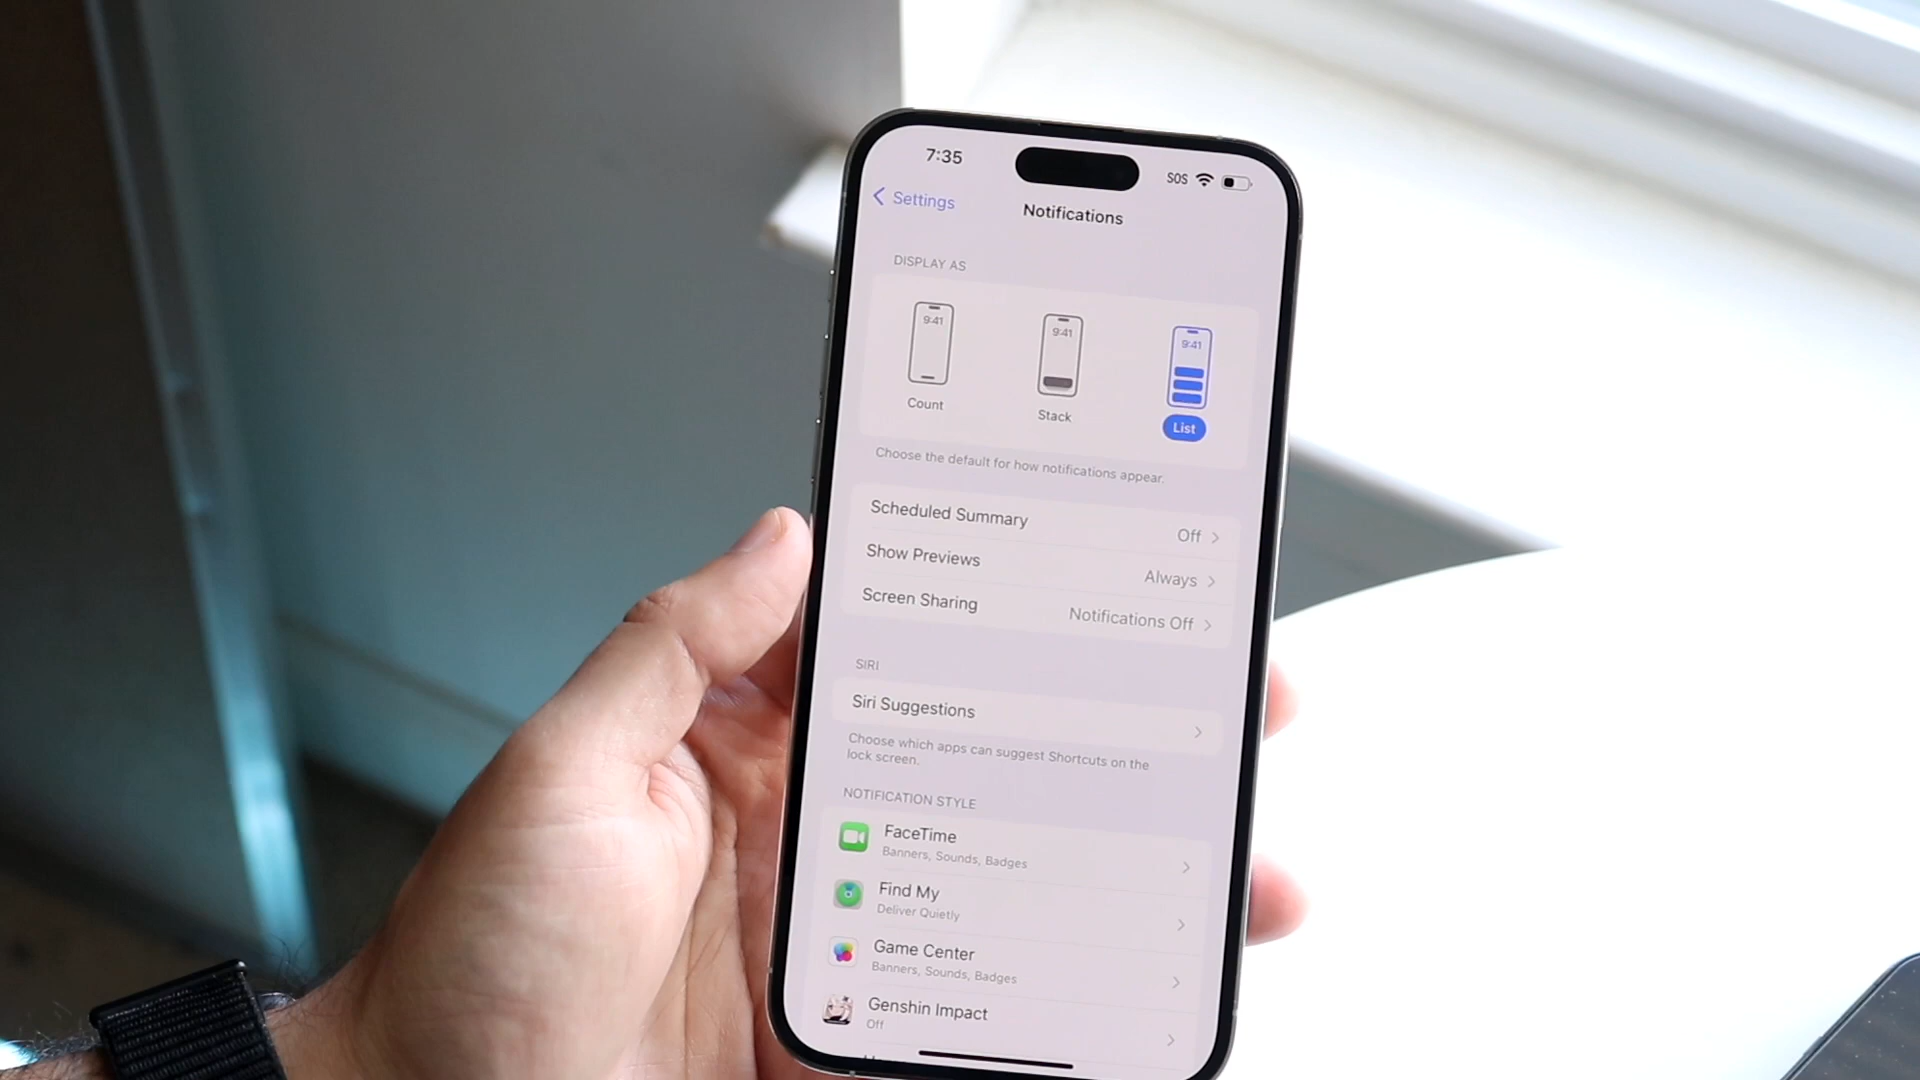 7:35
SOS
Settings
Notifications
DISPLAY AS
9:41
9:41
9:41
Count
Stack
List
Choose the default for how notifications appear.
Scheduled Summary
Off
Show Previews
Always
Screen Sharing
Notifications Off
SIRI
Siri Suggestions
Choose which apps can suggest Shortcuts on the
lock screen.
NOTIFICATION STYLE
FaceTime
Banners, Sounds, Badges
Find My
Deliver Quietly
Game Center
Banners, Sounds, Badges
Genshin Impact
Off